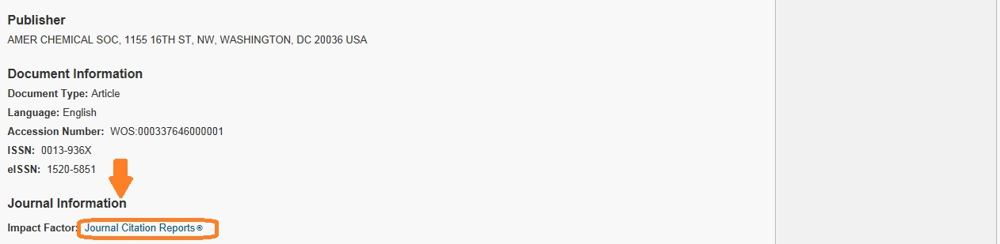 Publisher
AMER CHEMICAL SOC, 1155 16TH ST, NW, WASHINGTON, DC 20036 USA
Document Information
Document Type: Article
Language: English
Accession Number: WOS:000337646000001
ISSN: 0013-936X
eISSN: 1520-5851
Journal Information
Impact Factor: Journal Citation Reports®